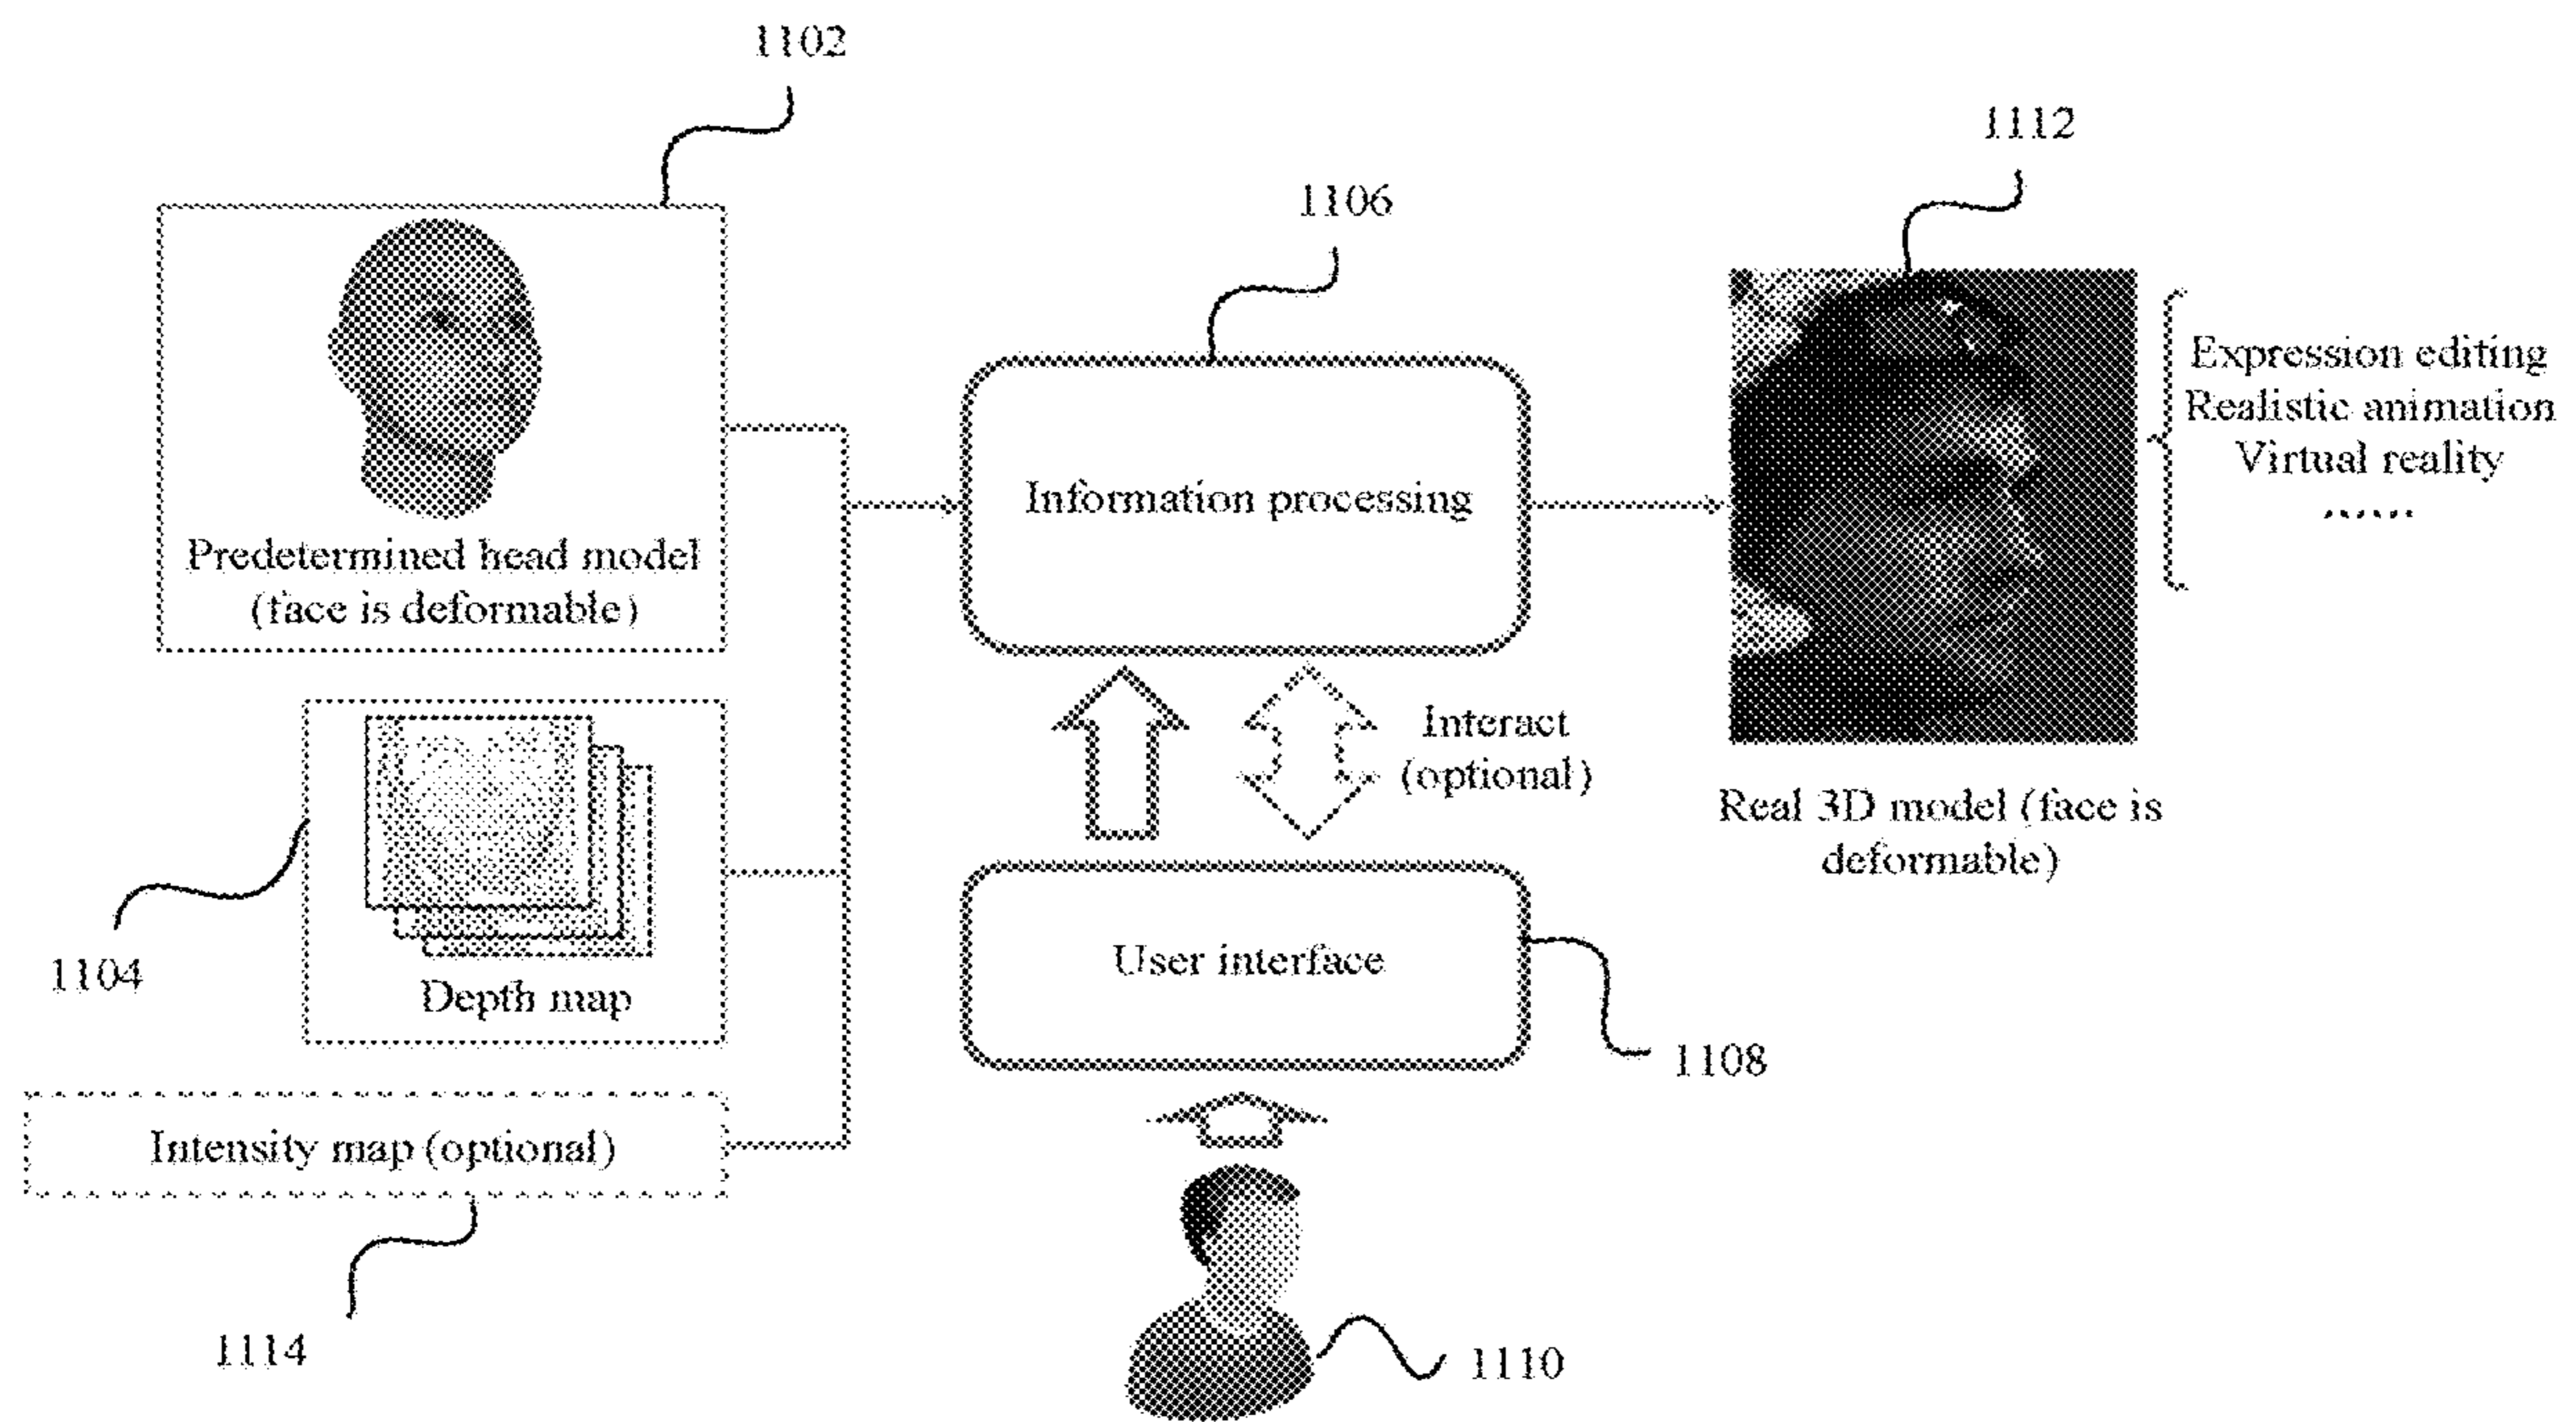 1102
1112
1106
Predetermined head model
(face is deformable)
Information processing
Expression editing
Realistic animation
Virtual reality
......
Interact
(optional)
Real 3D model (face is
deformable)
1104
Depth map
User interface
1108
Intensity map (optional)
1114
1110